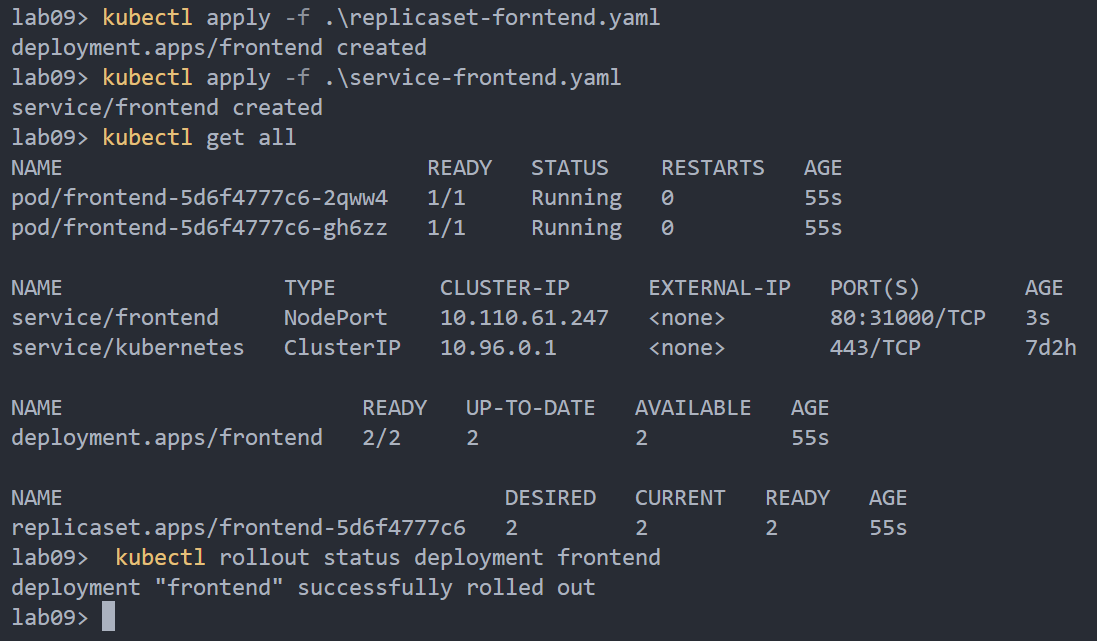 lab09> kubectl apply -f .\replicaset-forntend.yaml
deployment.apps/frontend created
lab09> kubectl apply -f .\service-frontend.yaml
service/frontend created
lab09> kubectl get all
NAME READY STATUS RESTARTS AGE
pod/frontend-5d6f4777c6-2qww4 1/1 Running 0 55s
pod/frontend-5d6f4777c6-gh6zz 1/1 Running 0 55s
NAME TYPE CLUSTER-IP EXTERNAL-IP PORT(S) AGE
service/frontend NodePort 10.110.61.247 <none> 80:31000/TCP 3s
service/kubernetes ClusterIP 10.96.0.1 <none> 443/TCP 7d2h
NAME READY UP-TO-DATE AVAILABLE AGE
deployment.apps/frontend 2/2 2 2 55s
NAME DESIRED CURRENT READY AGE
replicaset.apps/frontend-5d6f4777c6 2 2 2 55s
lab09> kubectl rollout status deployment frontend
deployment "frontend" successfully rolled out
lab09>